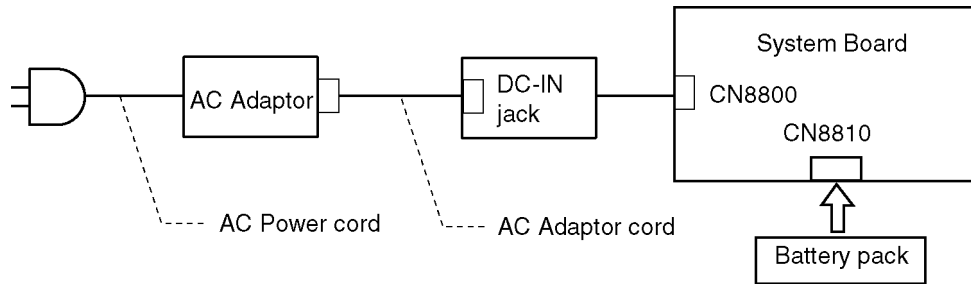 System Board
AC Adaptor
DC-IN
jack
CN8800
CN8810
AC Power cord
AC Adaptor cord
Battery pack